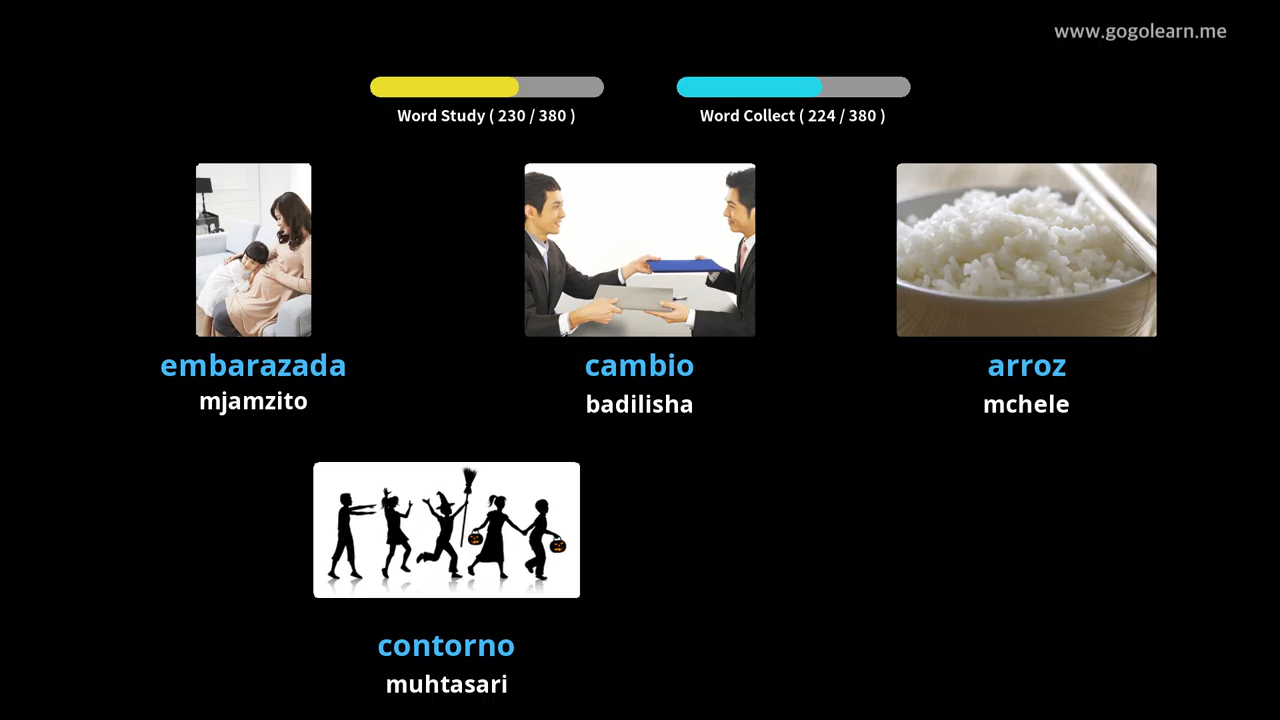 www.gogolearn.me
Word Study ( 230 / 380 )
Word Collect ( 224 / 380 )
embarazada
mjamzito
cambio
badilisha
arroz
mchele
contorno
muhtasari